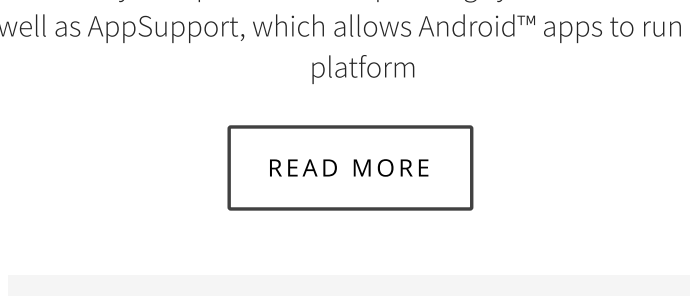 well as AppSupport, which allows Android™ apps to run
platform
READ MORE